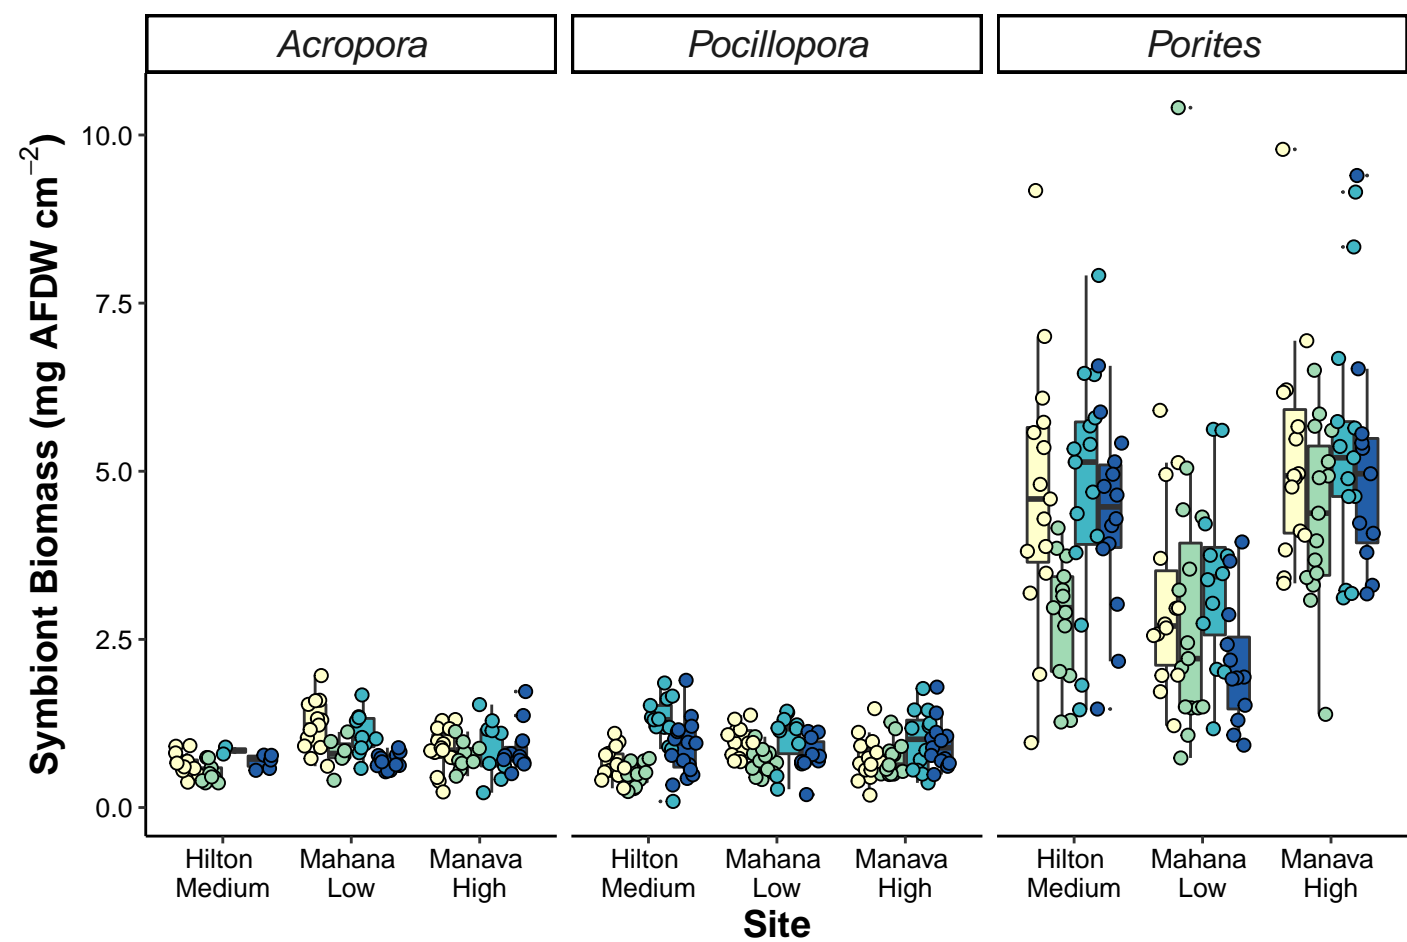 Acropora
Pocillopora
Porites
Symbiont Biomass (mg AFDW cm⁻²)
10.0
7.5
5.0
2.5
0.0
Hilton Medium
Mahana Low
Manava High
Hilton Medium
Mahana Low
Manava High
Hilton Medium
Mahana Low
Manava High
Site